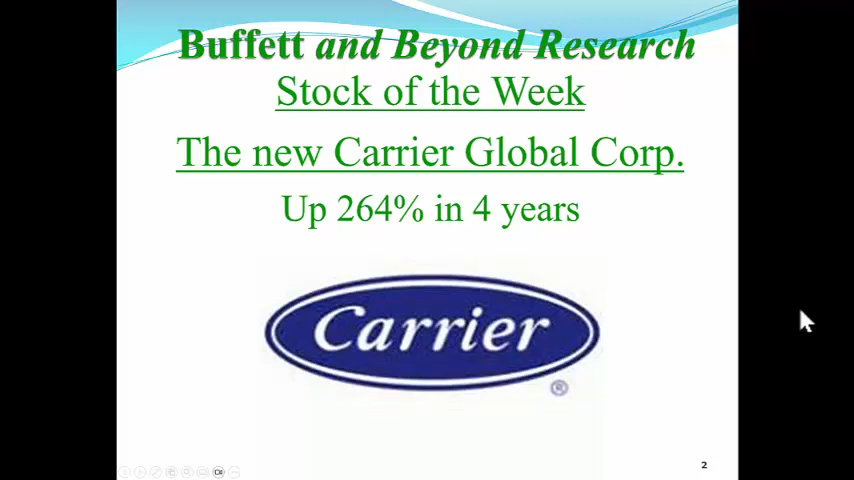 Buffett and Beyond Research
Stock of the Week
The new Carrier Global Corp.
Up 264% in 4 years
Carrier
®
2